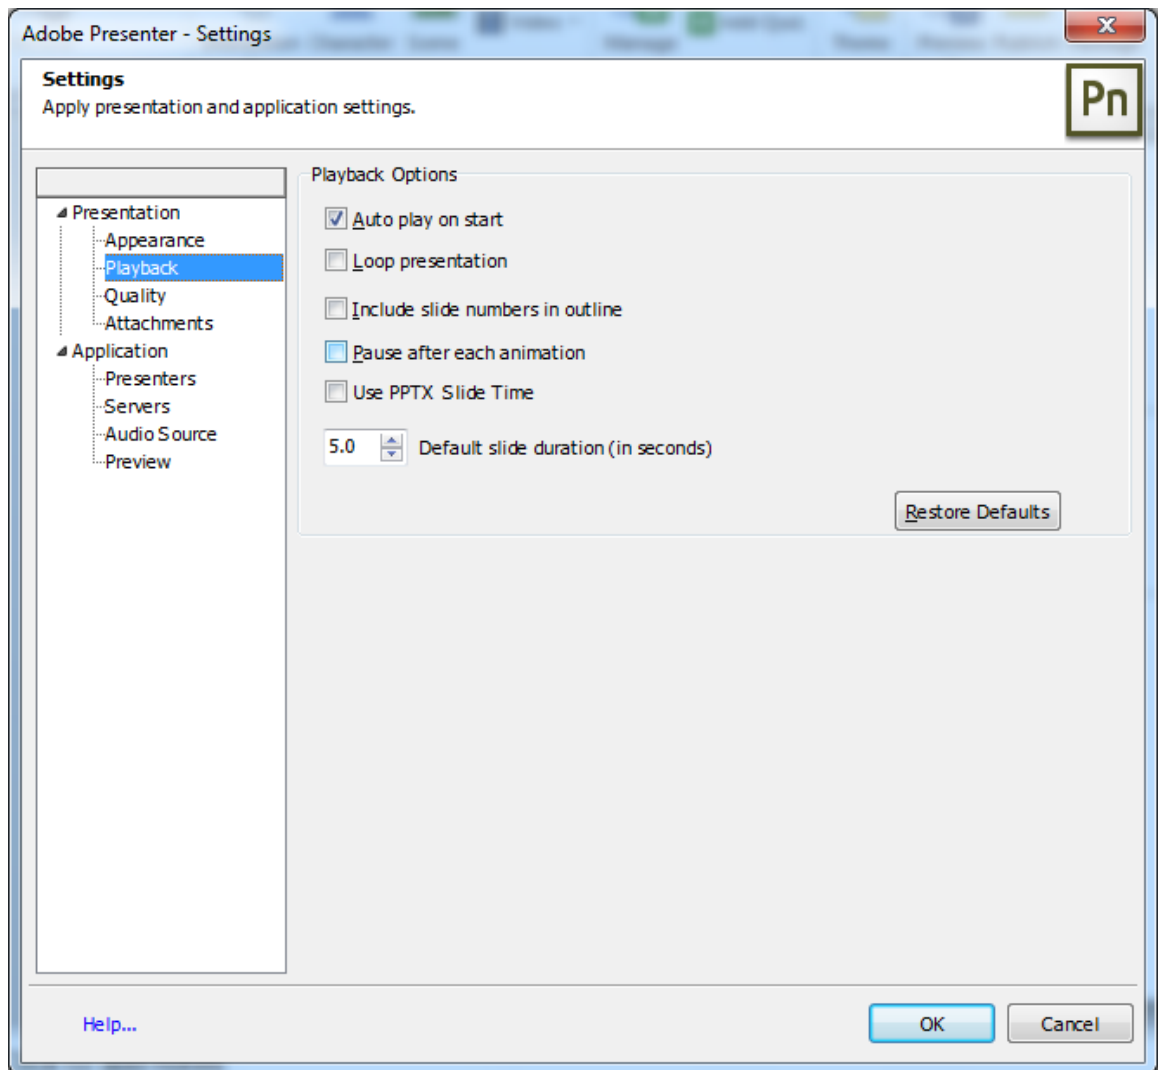 Adobe Presenter - Settings
Settings
Apply presentation and application settings.
Pn
Presentation
Appearance
Playback
Quality
Attachments
Application
Presenters
Servers
Audio Source
Preview
Playback Options
Auto play on start
Loop presentation
Include slide numbers in outline
Pause after each animation
Use PPTX Slide Time
5.0 Default slide duration (in seconds)
Restore Defaults
Help...
OK Cancel